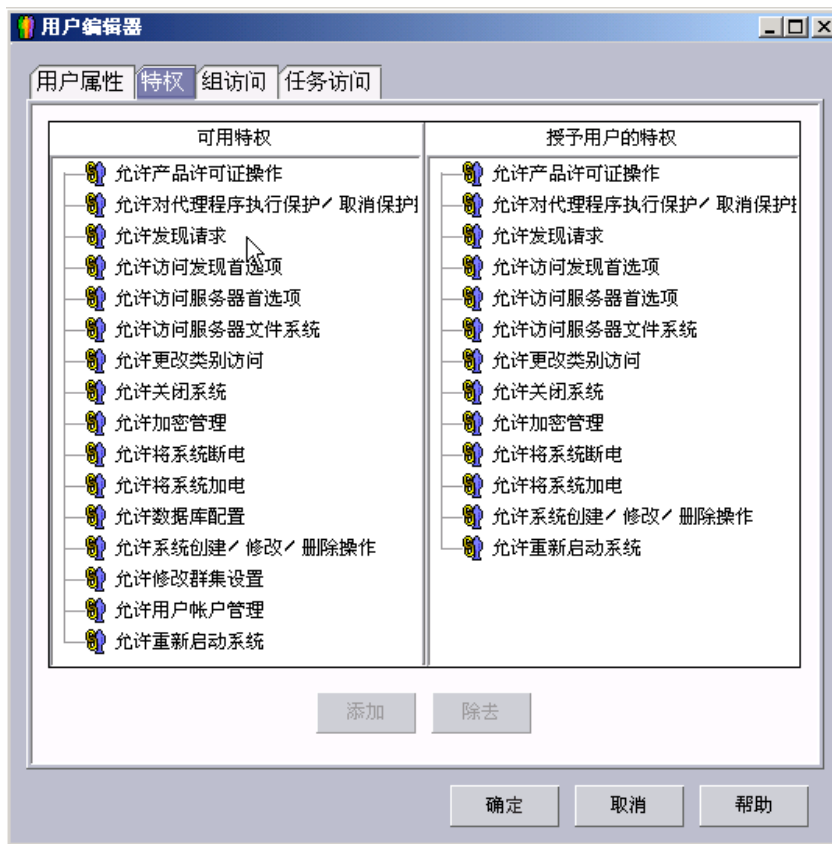 用户编辑器
用户属性 特权 组访问 任务访问
可用特权 授予用户的特权
允许产品许可证操作 允许产品许可证操作
允许对代理程序执行保护/ 取消保护 允许对代理程序执行保护/ 取消保护
允许发现请求 允许发现请求
允许访问发现首选项 允许访问发现首选项
允许访问服务器首选项 允许访问服务器首选项
允许访问服务器文件系统 允许访问服务器文件系统
允许更改类别访问 允许更改类别访问
允许关闭系统 允许关闭系统
允许加密管理 允许加密管理
允许将系统断电 允许将系统断电
允许将系统加电 允许将系统加电
允许数据库配置 允许系统创建/ 修改/ 删除操作
允许系统创建/ 修改/ 删除操作 允许重新启动系统
允许修改群集设置
允许用户帐户管理
允许重新启动系统
添加 除去
确定 取消 帮助